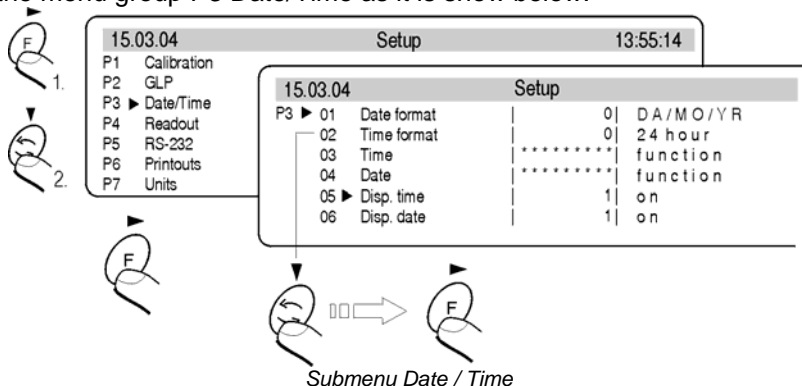 the menu group P3 Date/Time as it is show below:
F
1.
2.
15.03.04 Setup 13:55:14
P1 Calibration
P2 GLP
P3 Date/Time
P4 Readout
P5 RS-232
P6 Printouts
P7 Units
15.03.04 Setup
P3 01 Date format | 0| DA/MO/YR
02 Time format | 0| 24 hour
03 Time |*********| function
04 Date |*********| function
05 Disp. time | 1| on
06 Disp. date | 1| on
F
F
Submenu Date / Time